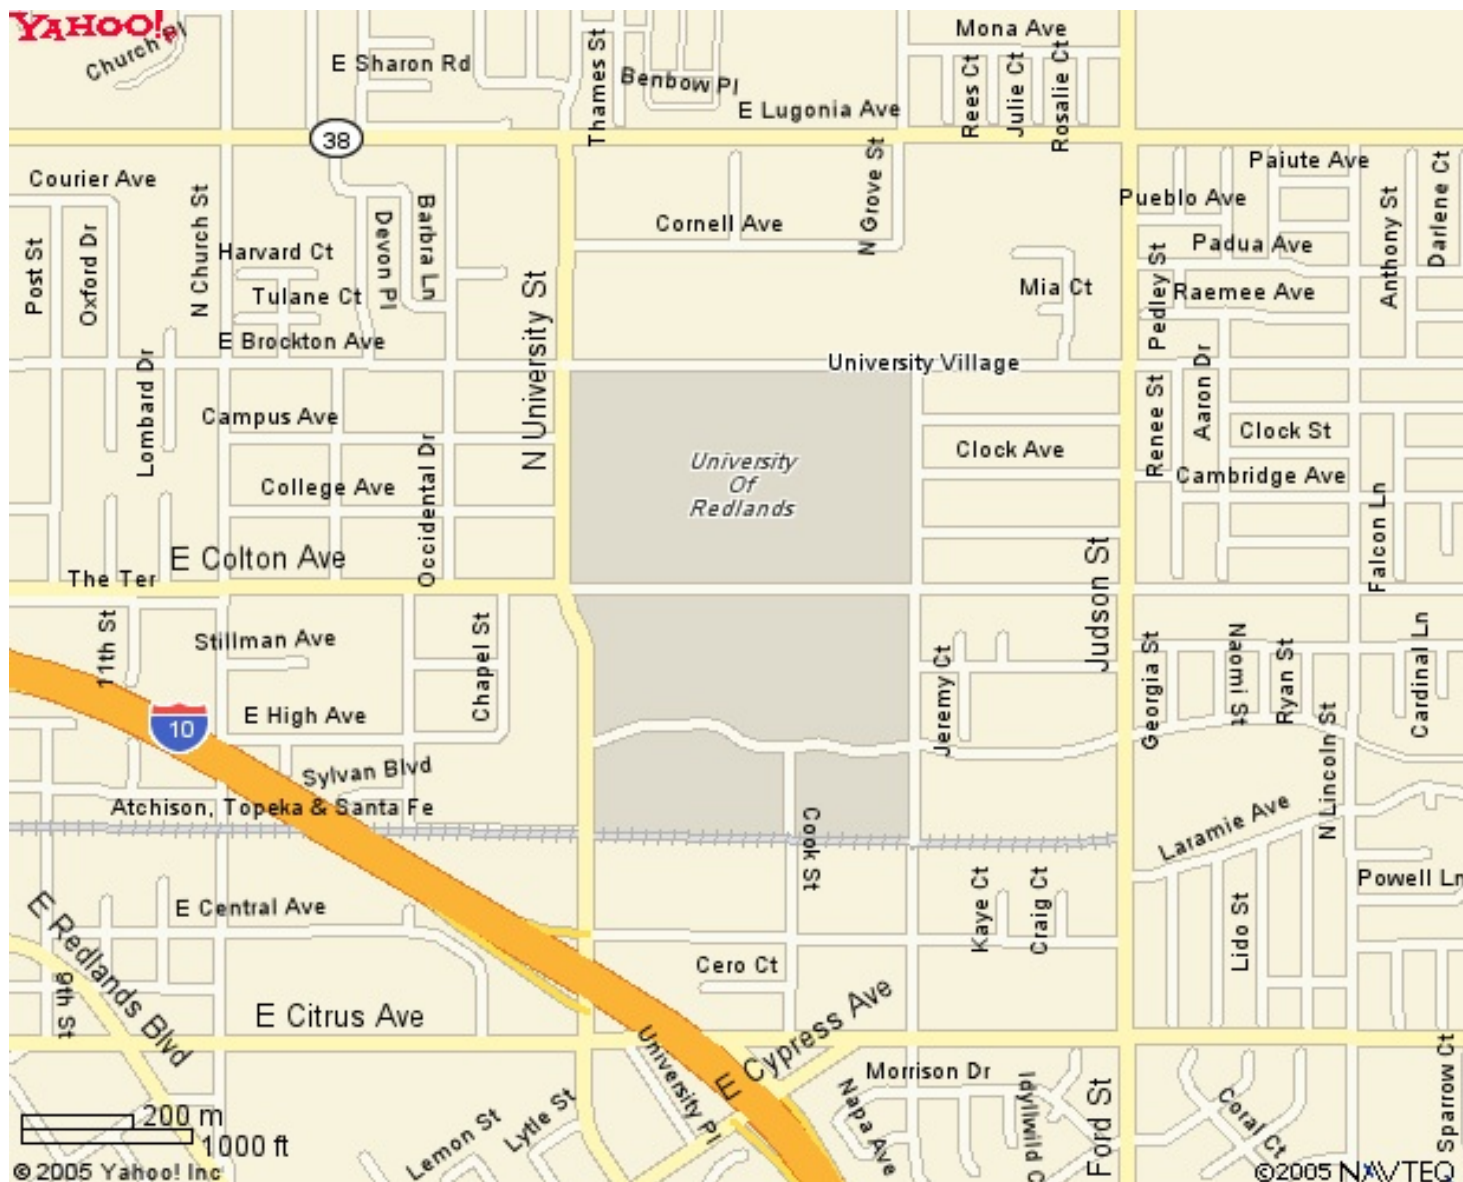 YAHOO!
Church Pl
E Sharon Rd
Thames St
Benbow Pl
Mona Ave
Rees Ct
Julie Ct
Rosalie Ct
E Lugonia Ave
38
Courier Ave
N Church St
Barbra Ln
Devon Pl
Cornell Ave
N Grove St
Paiute Ave
Pueblo Ave
Anthony St
Darlene Ct
Post St
Oxford Dr
Harvard Ct
Tulane Ct
N University St
Padua Ave
Mia Ct
Pedley St
Raemee Ave
E Brockton Ave
Lombard Dr
University Village
Campus Ave
Renee St
Aaron Dr
Clock St
Clock Ave
University
Of
Redlands
Cambridge Ave
College Ave
Occidental Dr
Falcon Ln
E Colton Ave
The Ter
Judson St
11th St
Stillman Ave
Chapel St
Jeremy Ct
Georgia St
Naomi St
Ryan St
Cardinal Ln
E High Ave
10
N Lincoln St
Sylvan Blvd
Atchison, Topeka & Santa Fe
Cook St
Laramie Ave
Powell Ln
E Central Ave
Kaye Ct
Craig Ct
Lido St
E Redlands Blvd
9th St
Cero Ct
E Citrus Ave
E Cypress Ave
University Pl
Morrison Dr
Napa Ave
Idyllwild C
Ford St
Coral Ct
Sparrow Ct
Lemon St
Lytle St
200 m
1000 ft
©2005 Yahoo! Inc
©2005 NAVTEQ